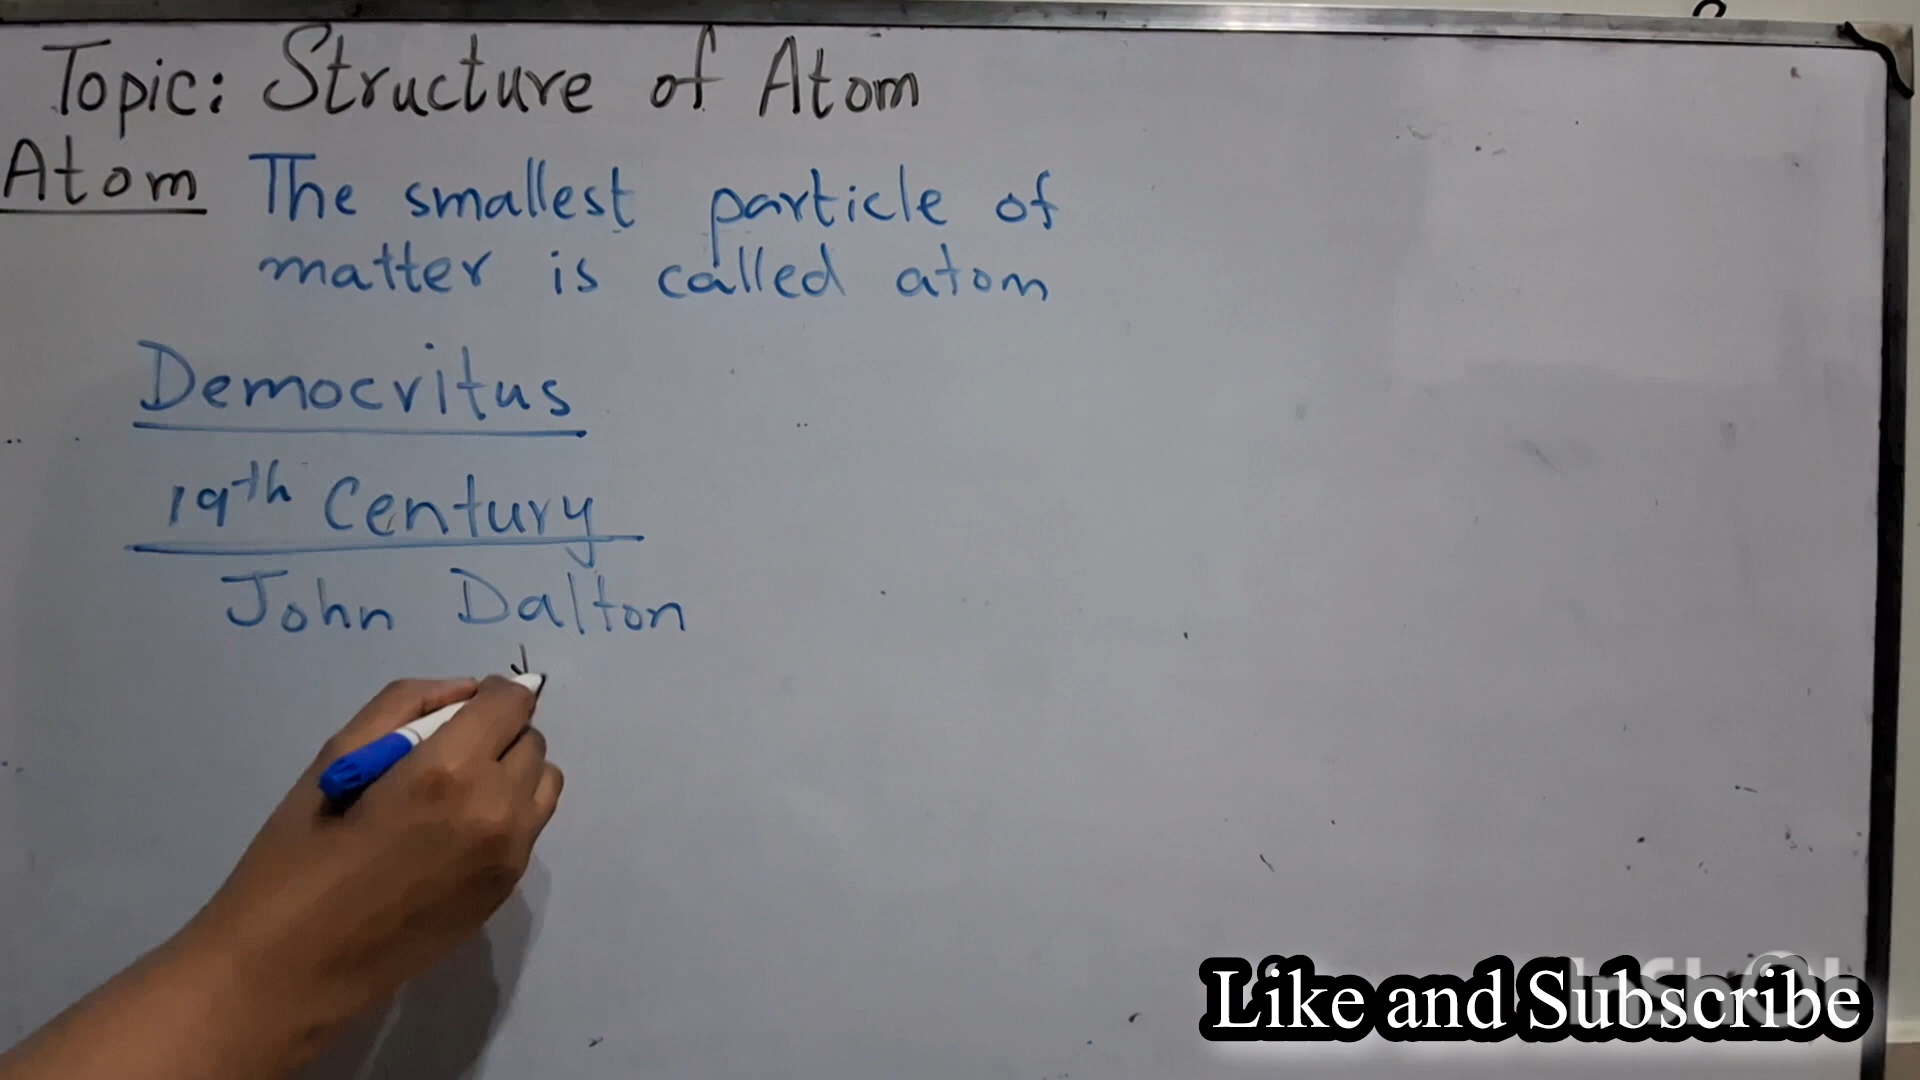 Topic: Structure of Atom
Atom The smallest particle of
matter is called atom
Democritus
19th Century
John Dalton
Like and Subscribe